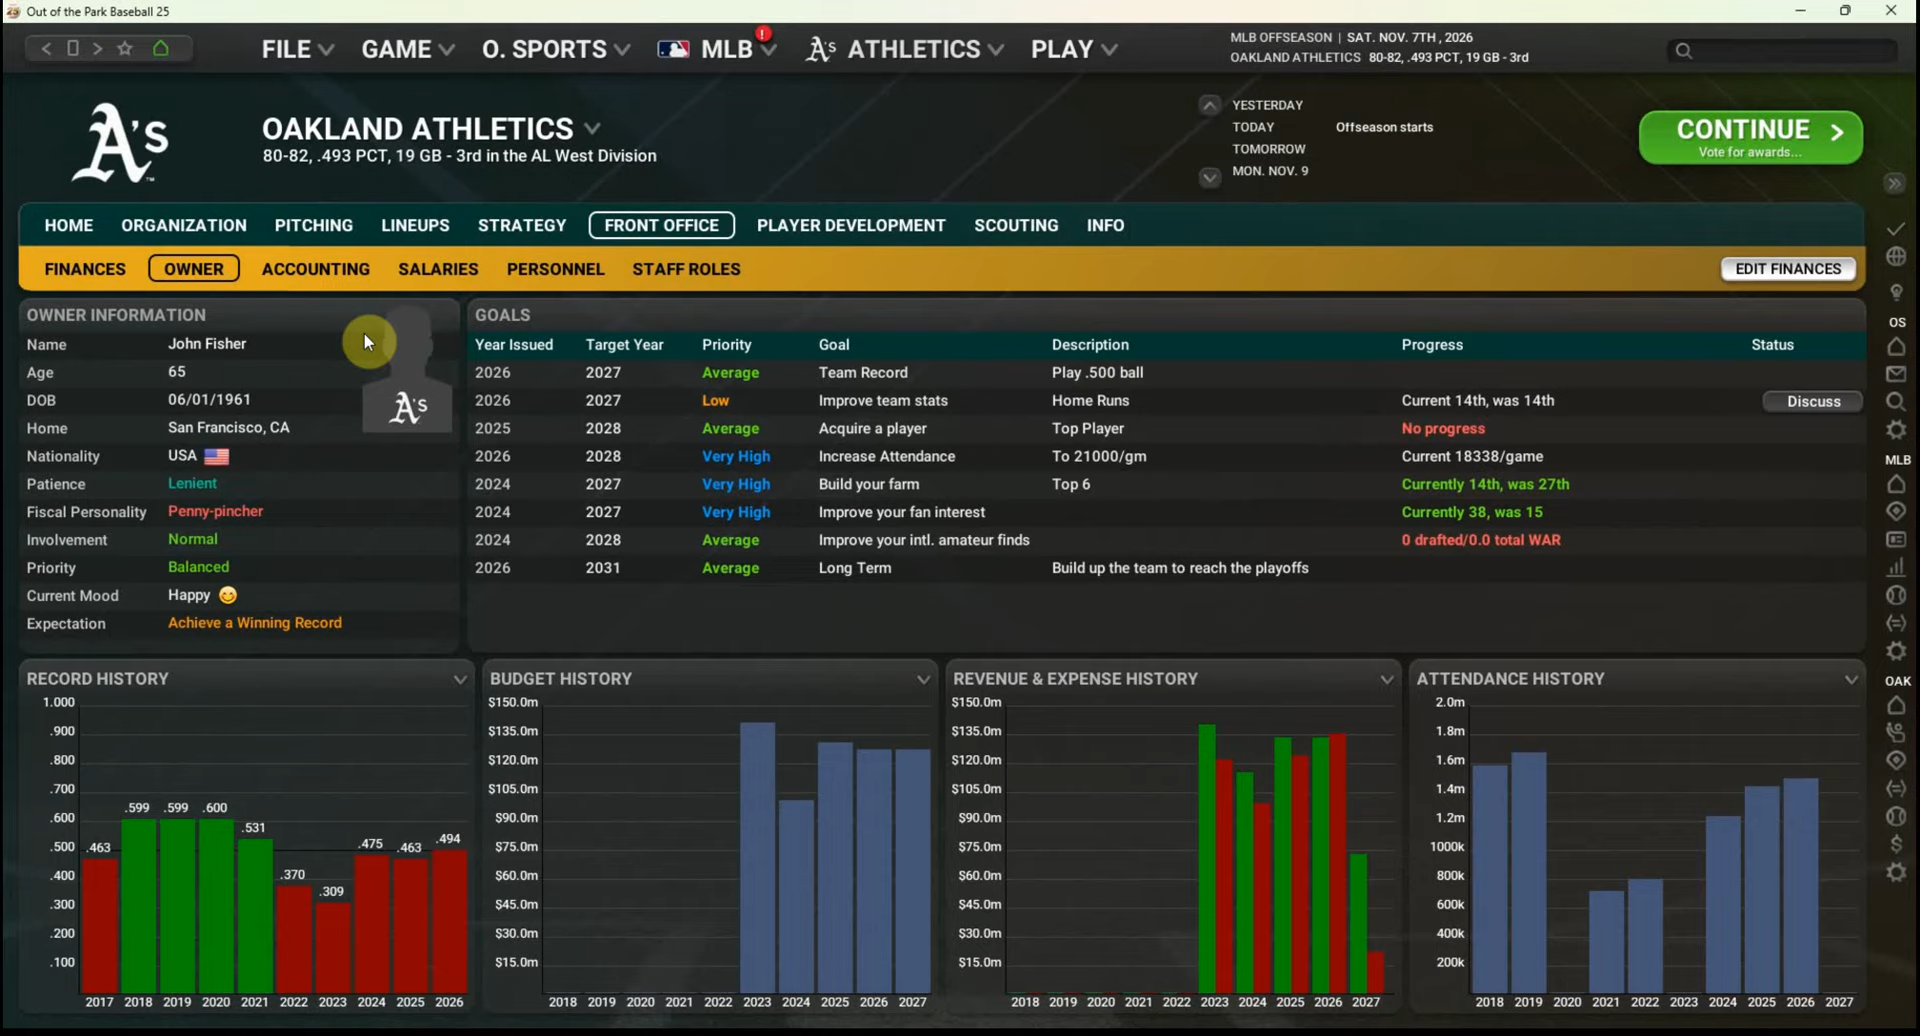 Out of the Park Baseball 25
FILE
GAME
O. SPORTS
MLB
!
A's ATHLETICS
PLAY
MLB OFFSEASON | SAT. NOV. 7TH , 2026
OAKLAND ATHLETICS 80-82, .493 PCT, 19 GB - 3rd
A's
OAKLAND ATHLETICS
80-82, .493 PCT, 19 GB - 3rd in the AL West Division
YESTERDAY
TODAY Offseason starts
TOMORROW
MON. NOV. 9
CONTINUE
Vote for awards...
HOME ORGANIZATION PITCHING LINEUPS STRATEGY FRONT OFFICE PLAYER DEVELOPMENT SCOUTING INFO
FINANCES OWNER ACCOUNTING SALARIES PERSONNEL STAFF ROLES EDIT FINANCES
OWNER INFORMATION
Name John Fisher
Age 65
DOB 06/01/1961
Home San Francisco, CA
Nationality USA
Patience Lenient
Fiscal Personality Penny-pincher
Involvement Normal
Priority Balanced
Current Mood Happy
Expectation Achieve a Winning Record
A's
GOALS
Year Issued Target Year Priority Goal Description Progress Status
2026 2027 Average Team Record Play .500 ball
2026 2027 Low Improve team stats Home Runs Current 14th, was 14th Discuss
2025 2028 Average Acquire a player Top Player No progress
2026 2028 Very High Increase Attendance To 21000/gm Current 18338/game
2024 2027 Very High Build your farm Top 6 Currently 14th, was 27th
2024 2027 Very High Improve your fan interest Currently 38, was 15
2024 2028 Average Improve your intl. amateur finds 0 drafted/0.0 total WAR
2026 2031 Average Long Term Build up the team to reach the playoffs
OS
MLB
OAK
RECORD HISTORY
1.000
.900
.800
.700
.600
.500
.400
.300
.200
.100
.463 .599 .599 .600 .531 .370 .309 .475 .463 .494
2017 2018 2019 2020 2021 2022 2023 2024 2025 2026
BUDGET HISTORY
$150.0m
$135.0m
$120.0m
$105.0m
$90.0m
$75.0m
$60.0m
$45.0m
$30.0m
$15.0m
2018 2019 2020 2021 2022 2023 2024 2025 2026 2027
REVENUE & EXPENSE HISTORY
$150.0m
$135.0m
$120.0m
$105.0m
$90.0m
$75.0m
$60.0m
$45.0m
$30.0m
$15.0m
2018 2019 2020 2021 2022 2023 2024 2025 2026 2027
ATTENDANCE HISTORY
2.0m
1.8m
1.6m
1.4m
1.2m
1000k
800k
600k
400k
200k
2018 2019 2020 2021 2022 2023 2024 2025 2026 2027